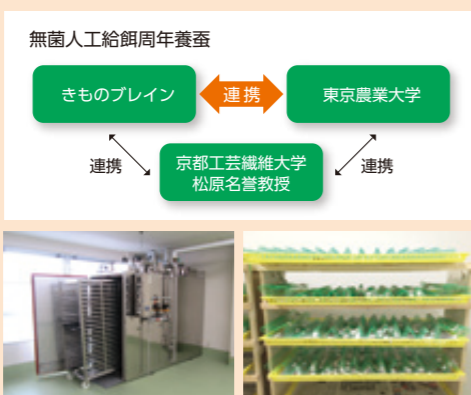 無菌人工給餌周年養蚕
きものブレイン
連携
東京農業大学
連携
京都工芸繊維大学
松原名誉教授
連携